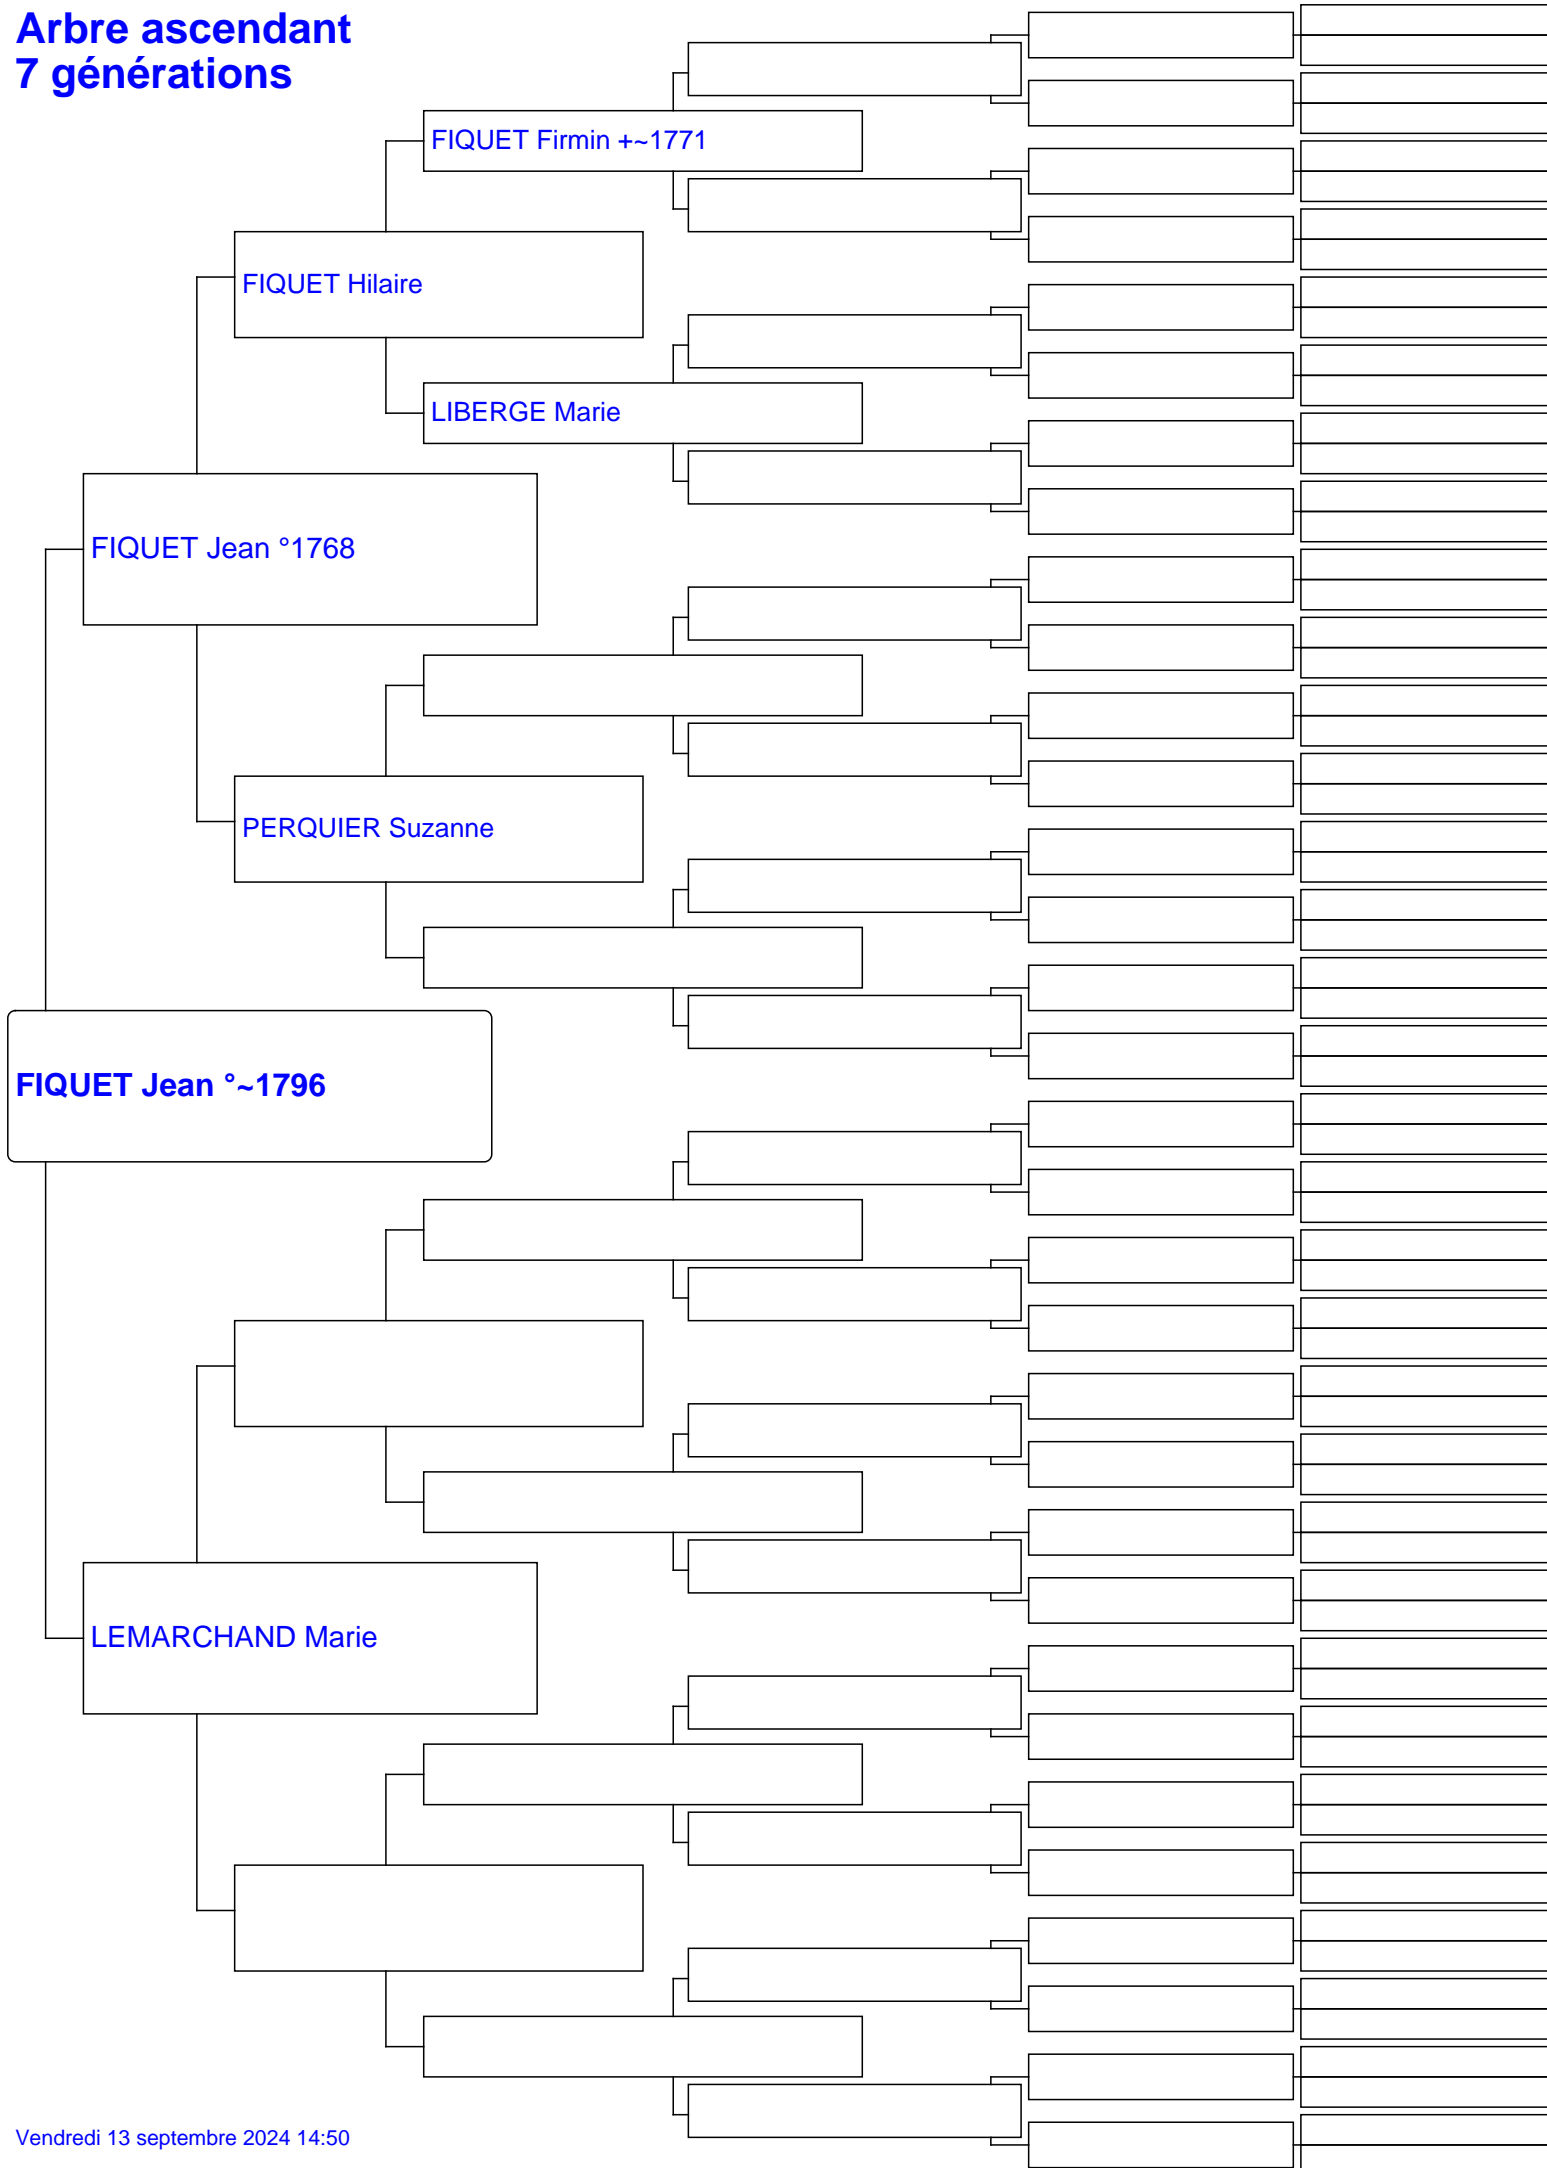 Arbre ascendant
7 générations
FIQUET Firmin +~1771
FIQUET Hilaire
LIBERGE Marie
FIQUET Jean °1768
PERQUIER Suzanne
FIQUET Jean °~1796
LEMARCHAND Marie
Vendredi 13 septembre 2024 14:50